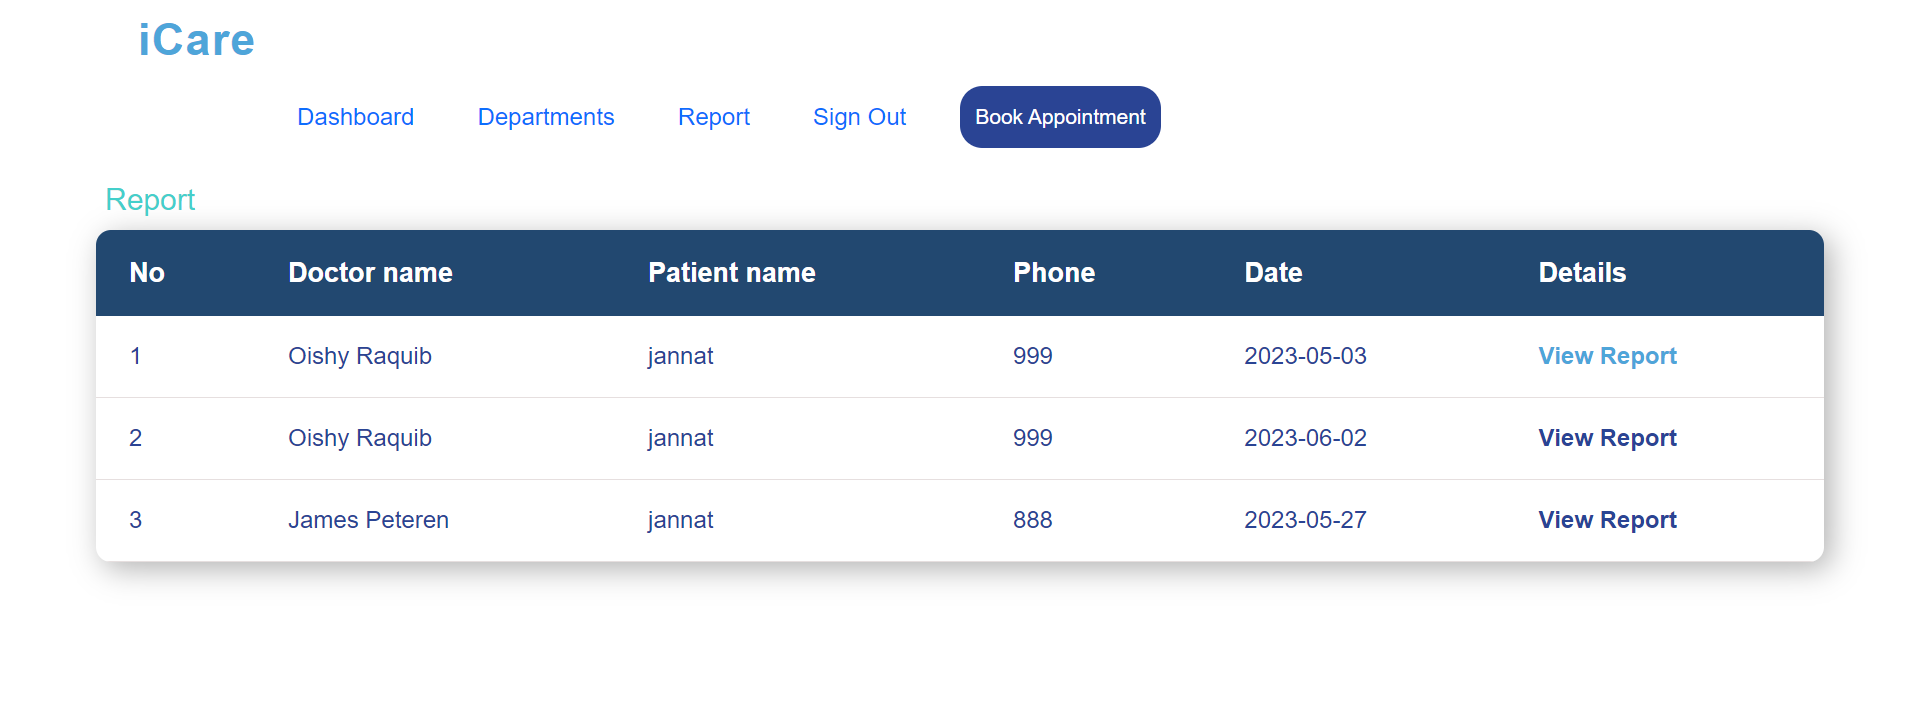 iCare
Dashboard Departments Report Sign Out Book Appointment
Report
No Doctor name Patient name Phone Date Details
1 Oishy Raquib jannat 999 2023-05-03 View Report
2 Oishy Raquib jannat 999 2023-06-02 View Report
3 James Peteren jannat 888 2023-05-27 View Report